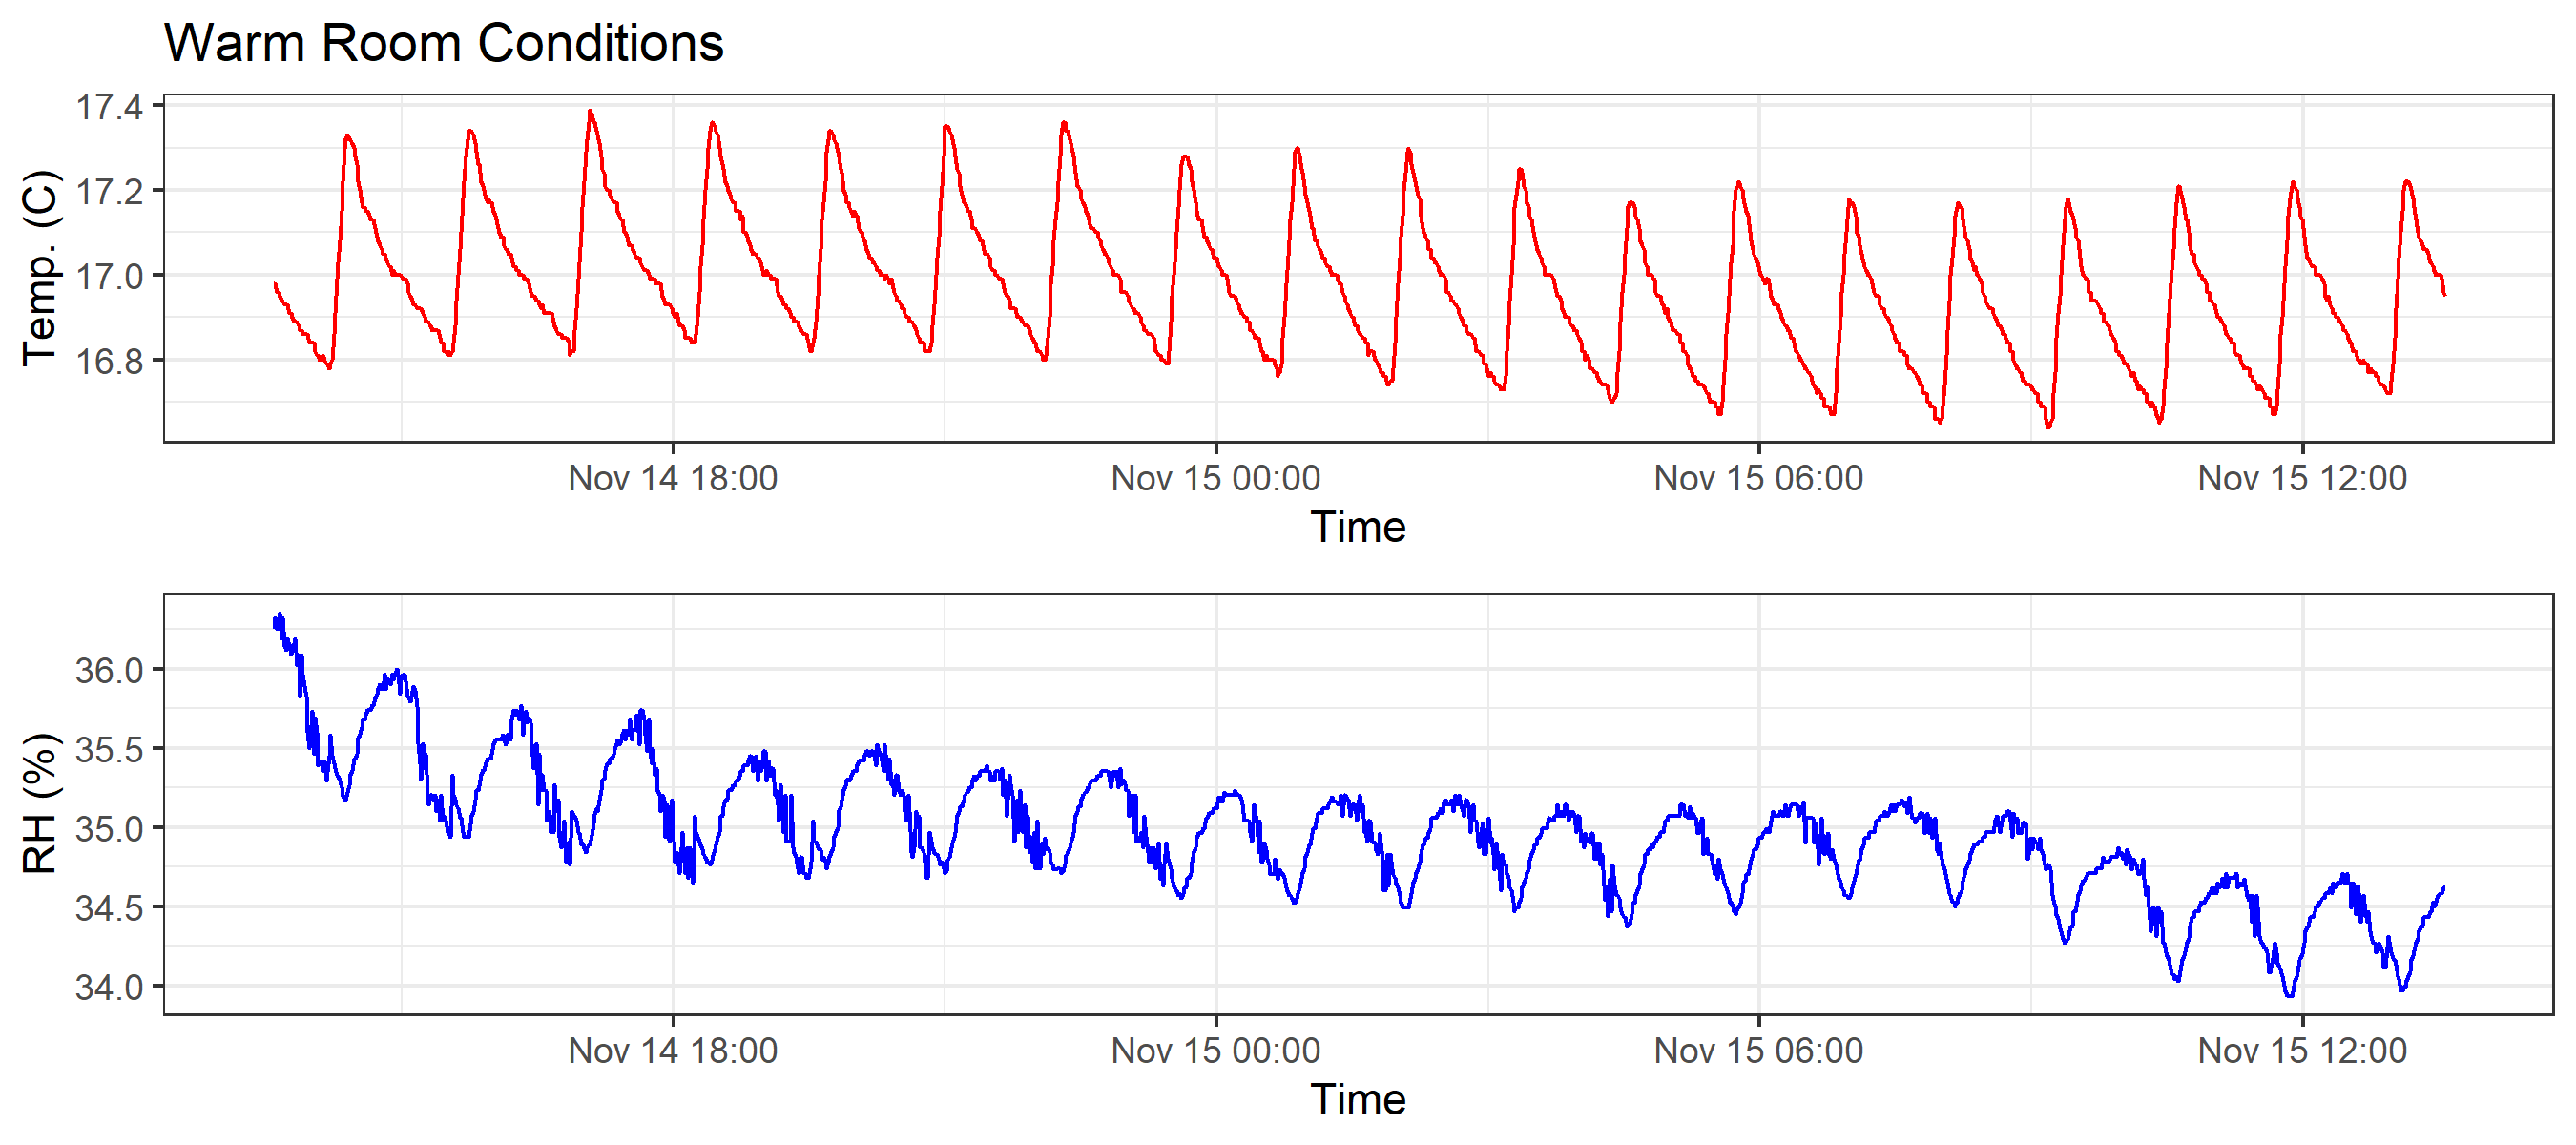 Warm Room Conditions
17.4
17.2
17.0
16.8
Temp. (C)
Nov 14 18:00 Nov 15 00:00 Nov 15 06:00 Nov 15 12:00
Time
36.0
35.5
35.0
34.5
34.0
RH (%)
Nov 14 18:00 Nov 15 00:00 Nov 15 06:00 Nov 15 12:00
Time